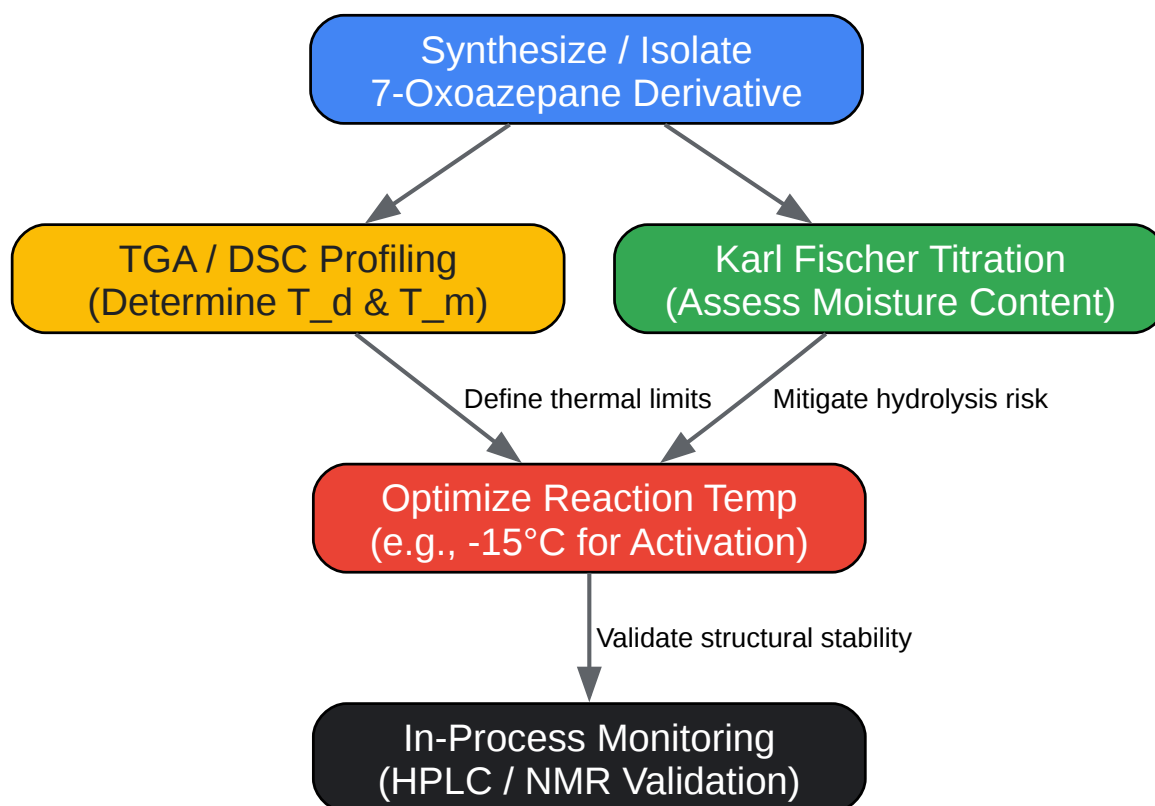 Synthesize / Isolate
7-Oxoazepane Derivative
TGA / DSC Profiling
(Determine T_d & T_m)
Karl Fischer Titration
(Assess Moisture Content)
Define thermal limits
Mitigate hydrolysis risk
Optimize Reaction Temp
(e.g., -15°C for Activation)
Validate structural stability
In-Process Monitoring
(HPLC / NMR Validation)